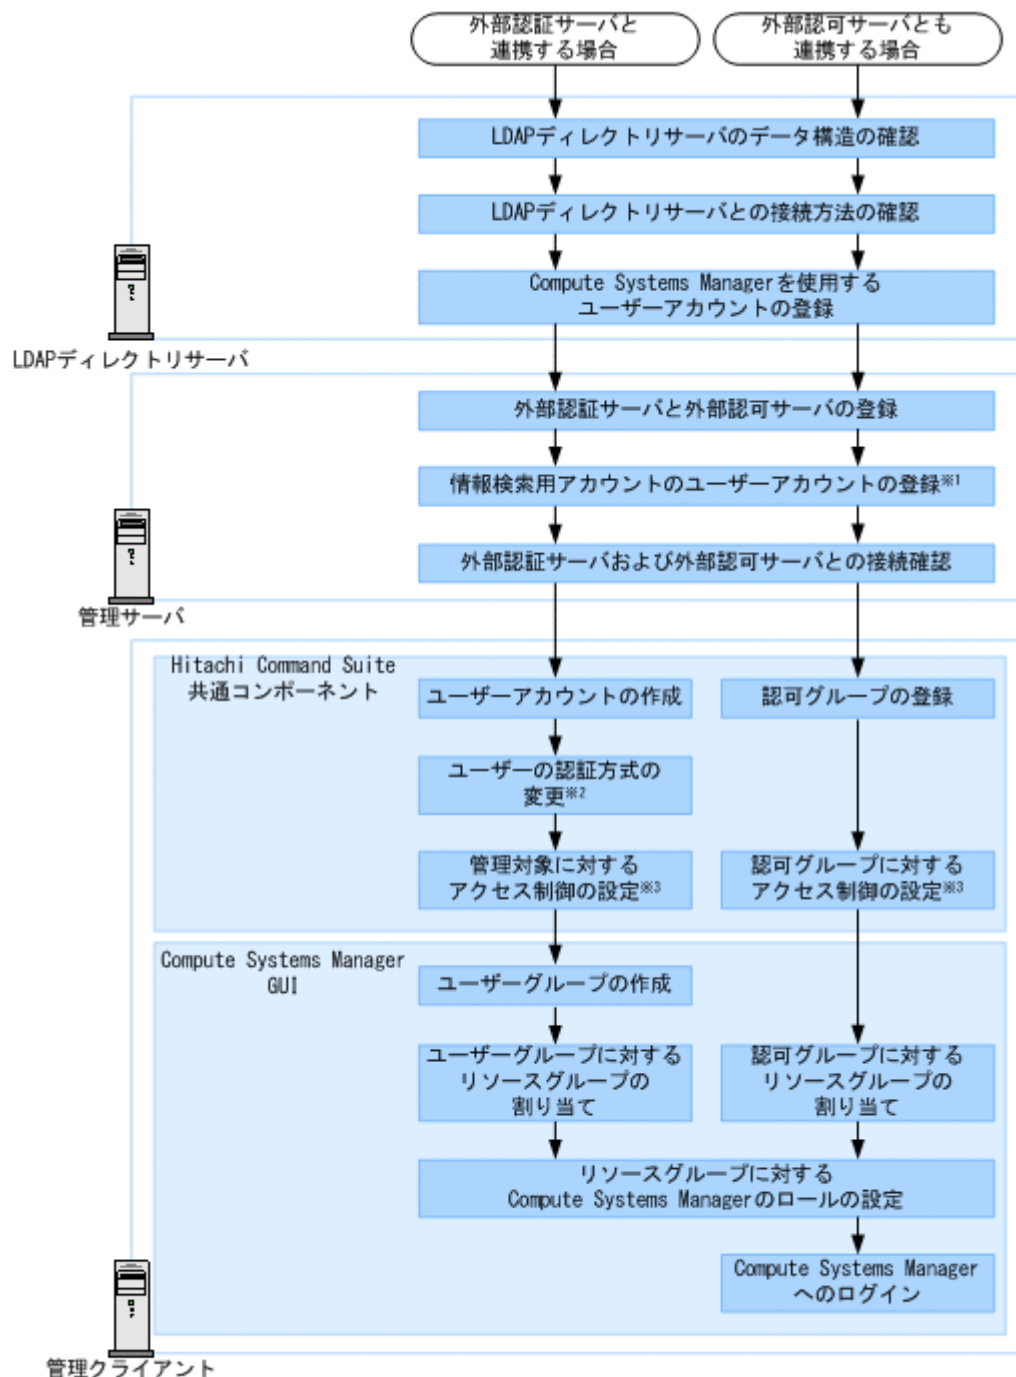 外部認証サーバと
連携する場合
外部認可サーバとも
連携する場合
LDAPディレクトリサーバのデータ構造の確認
LDAPディレクトリサーバとの接続方法の確認
Compute Systems Managerを使用する
ユーザーアカウントの登録
LDAPディレクトリサーバ
外部認証サーバと外部認可サーバの登録
情報検索用アカウントのユーザーアカウントの登録※1
外部認証サーバおよび外部認可サーバとの接続確認
管理サーバ
Hitachi Command Suite
共通コンポーネント
ユーザーアカウントの作成
認可グループの登録
ユーザーの認証方式の
変更※2
管理対象に対する
アクセス制御の設定※3
認可グループに対する
アクセス制御の設定※3
Compute Systems Manager
GUI
ユーザーグループの作成
ユーザーグループに対する
リソースグループの
割り当て
認可グループに対する
リソースグループの
割り当て
リソースグループに対する
Compute Systems Managerのロールの設定
Compute Systems Manager
へのログイン
管理クライアント